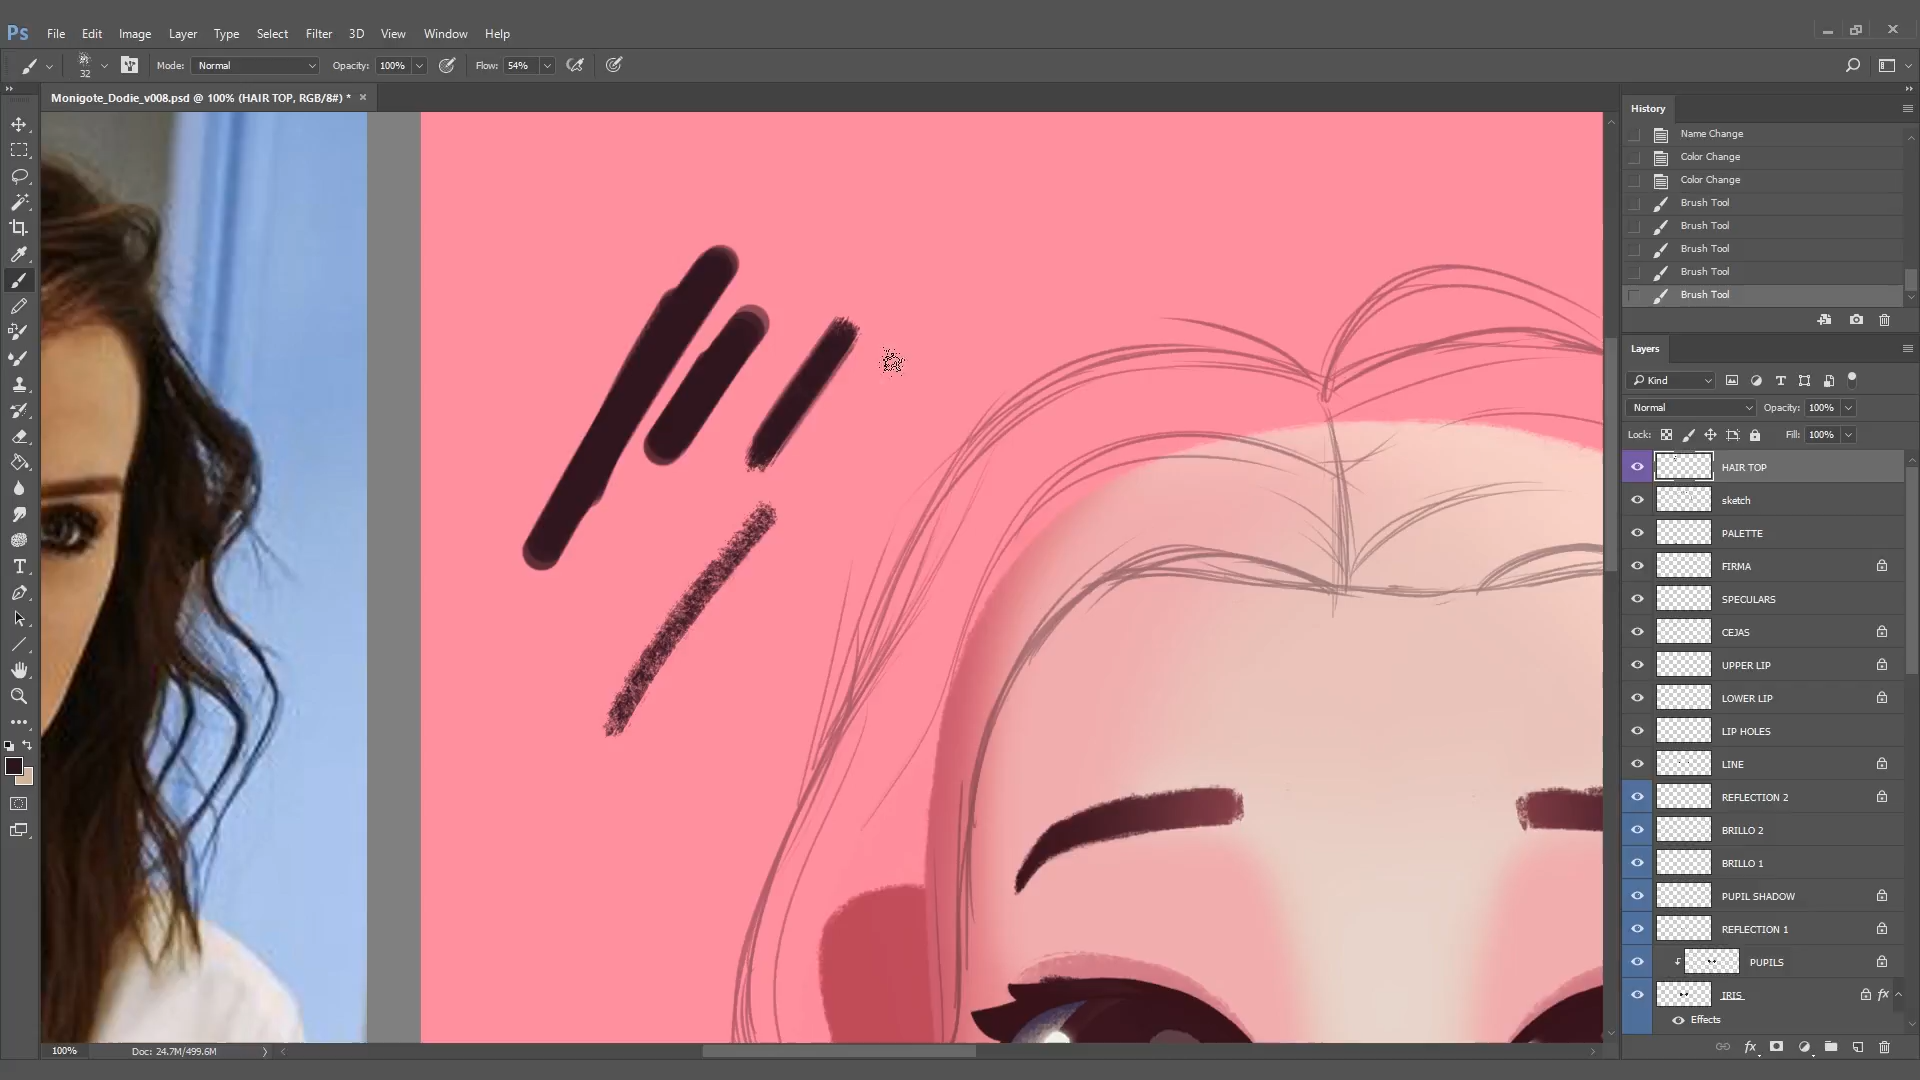 Ps File Edit Image Layer Type Select Filter 3D View Window Help
32 Mode: Normal Opacity: 100% Flow: 54%
Monigote_Dodie_v008.psd @ 100% (HAIR TOP, RGB/8#) * ×
History
Name Change
Color Change
Color Change
Brush Tool
Brush Tool
Brush Tool
Brush Tool
Brush Tool
Layers
Kind
Normal Opacity: 100%
Lock: Fill: 100%
HAIR TOP
sketch
PALETTE
FIRMA
SPECULARS
CEJAS
UPPER LIP
LOWER LIP
LIP HOLES
LINE
REFLECTION 2
BRILLO 2
BRILLO 1
PUPIL SHADOW
REFLECTION 1
PUPILS
IRIS fx
Effects
100% Doc: 24.7M/499.6M
fx